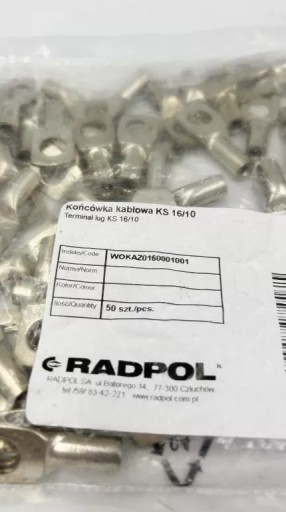 Końcówka kablowa KS 16/10
Terminal lug KS 16/10
Indeks/Code WOKAZ0160001001
Norma/Norm
Kolor/Colour
Ilość/Quantity 50 szt./pcs.
RADPOL
RADPOL SA ul.Batorego 14, 77-300 Człuchów
tel./59/ 83-42-271 www.radpol.com.pl